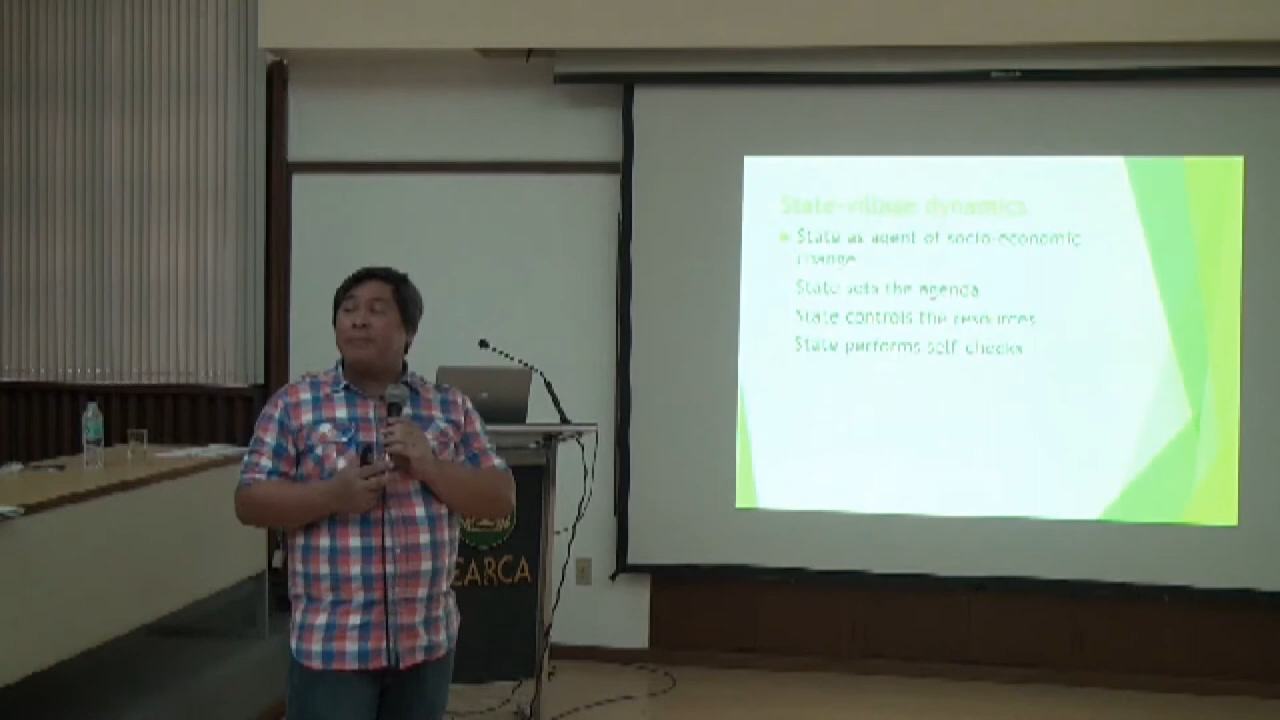 State-village dynamics
State as agent of socio-economic
change
State sets the agenda
State controls the resources
State performs self checks
EARCA